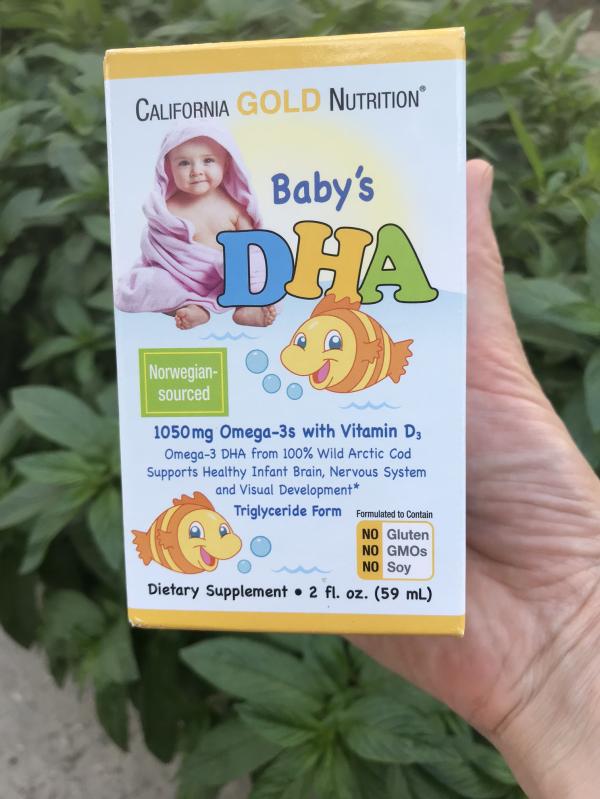 CALIFORNIA GOLD NUTRITION®
Baby's
DHA
Norwegian-
sourced
1050mg Omega-3s with Vitamin D₃
Omega-3 DHA from 100% Wild Arctic Cod
Supports Healthy Infant Brain, Nervous System
and Visual Development*
Triglyceride Form
Formulated to Contain
NO Gluten
NO GMOs
NO Soy
Dietary Supplement • 2 fl. oz. (59 mL)